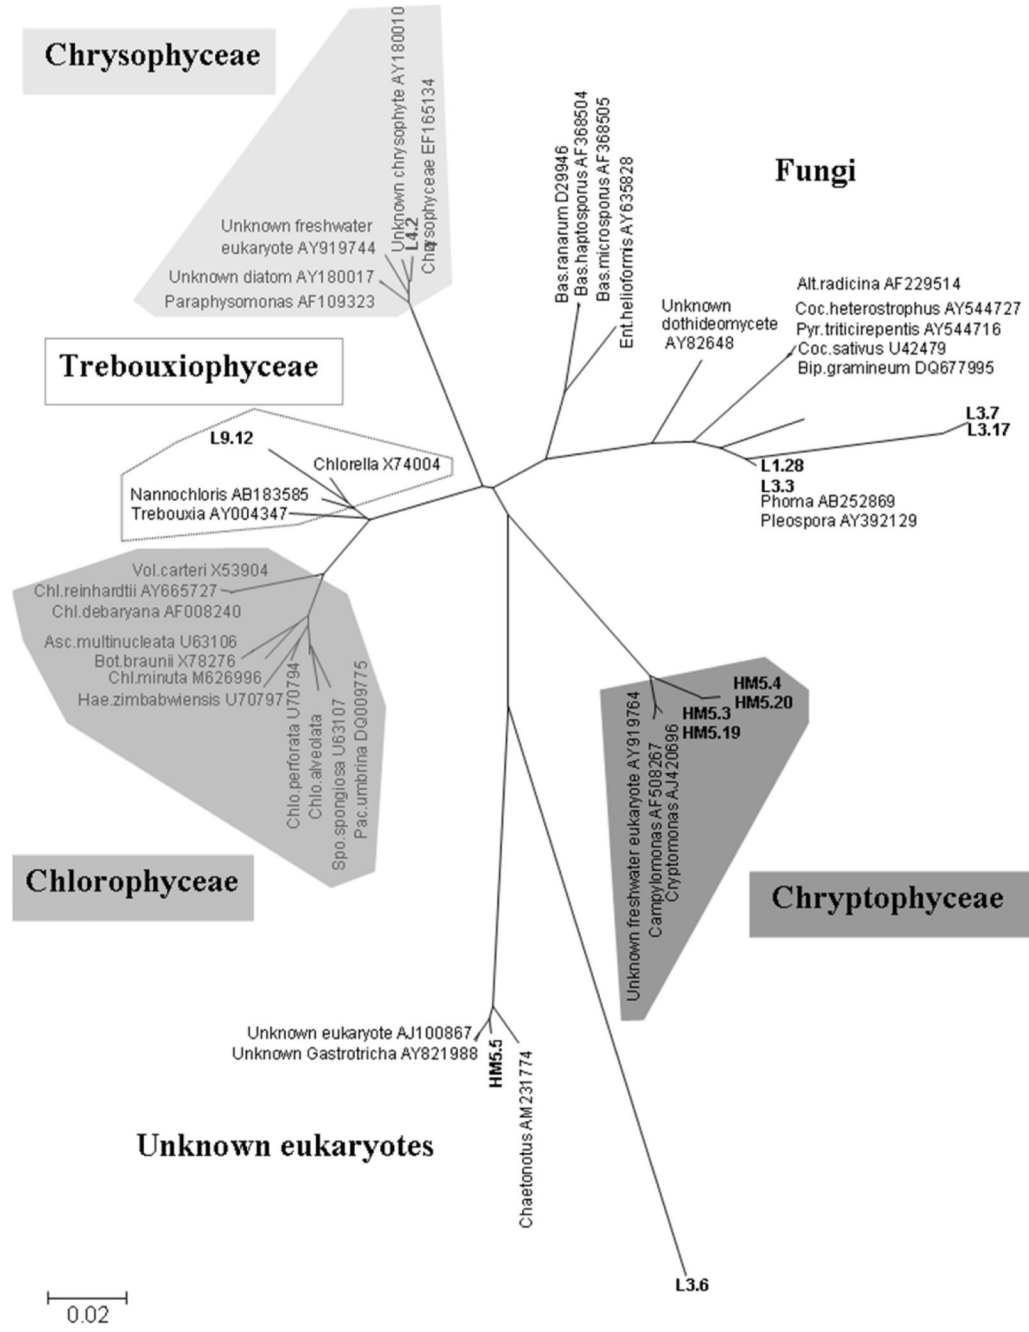 Chrysophyceae
Unknown chrysophyte AY180010
L4.2
4
Chrysophyceae EF165134
Unknown freshwater
eukaryote AY919744
Unknown diatom AY180017
Paraphysomonas AF109323
Fungi
Bas.ranarum D29946
Bas.haptosporus AF368504
Bas.microsporus AF368505
Ent.helioformis AY635828
Unknown
dothideomycete
AY82648
Alt.radicina AF229514
Coc.heterostrophus AY544727
Pyr.triticirepentis AY544716
Coc.sativus U42479
Bip.gramineum DQ677995
L3.7
L3.17
L1.28
L3.3
Phoma AB252869
Pleospora AY392129
Trebouxiophyceae
L9.12
Chlorella X74004
Nannochloris AB183585
Trebouxia AY004347
Vol.carteri X53904
Chl.reinhardtii AY665727
Chl.debaryana AF008240
Asc.multinucleata U63106
Bot.braunii X78276
Chl.minuta M626996
Hae.zimbabwiensis U70797
Chlo.perforata U70794
Chlo.alveolata
Spo.spongiosa U63107
Pac.umbrina DQ009775
Chlorophyceae
HM5.4
HM5.20
HM5.3
HM5.19
Unknown freshwater eukaryote AY919764
Campylomonas AF508267
Cryptomonas AJ420696
Chryptophyceae
Unknown eukaryote AJ100867
Unknown Gastrotricha AY821988
HM5.5
Chaetonotus AM231774
Unknown eukaryotes
L3.6
0.02